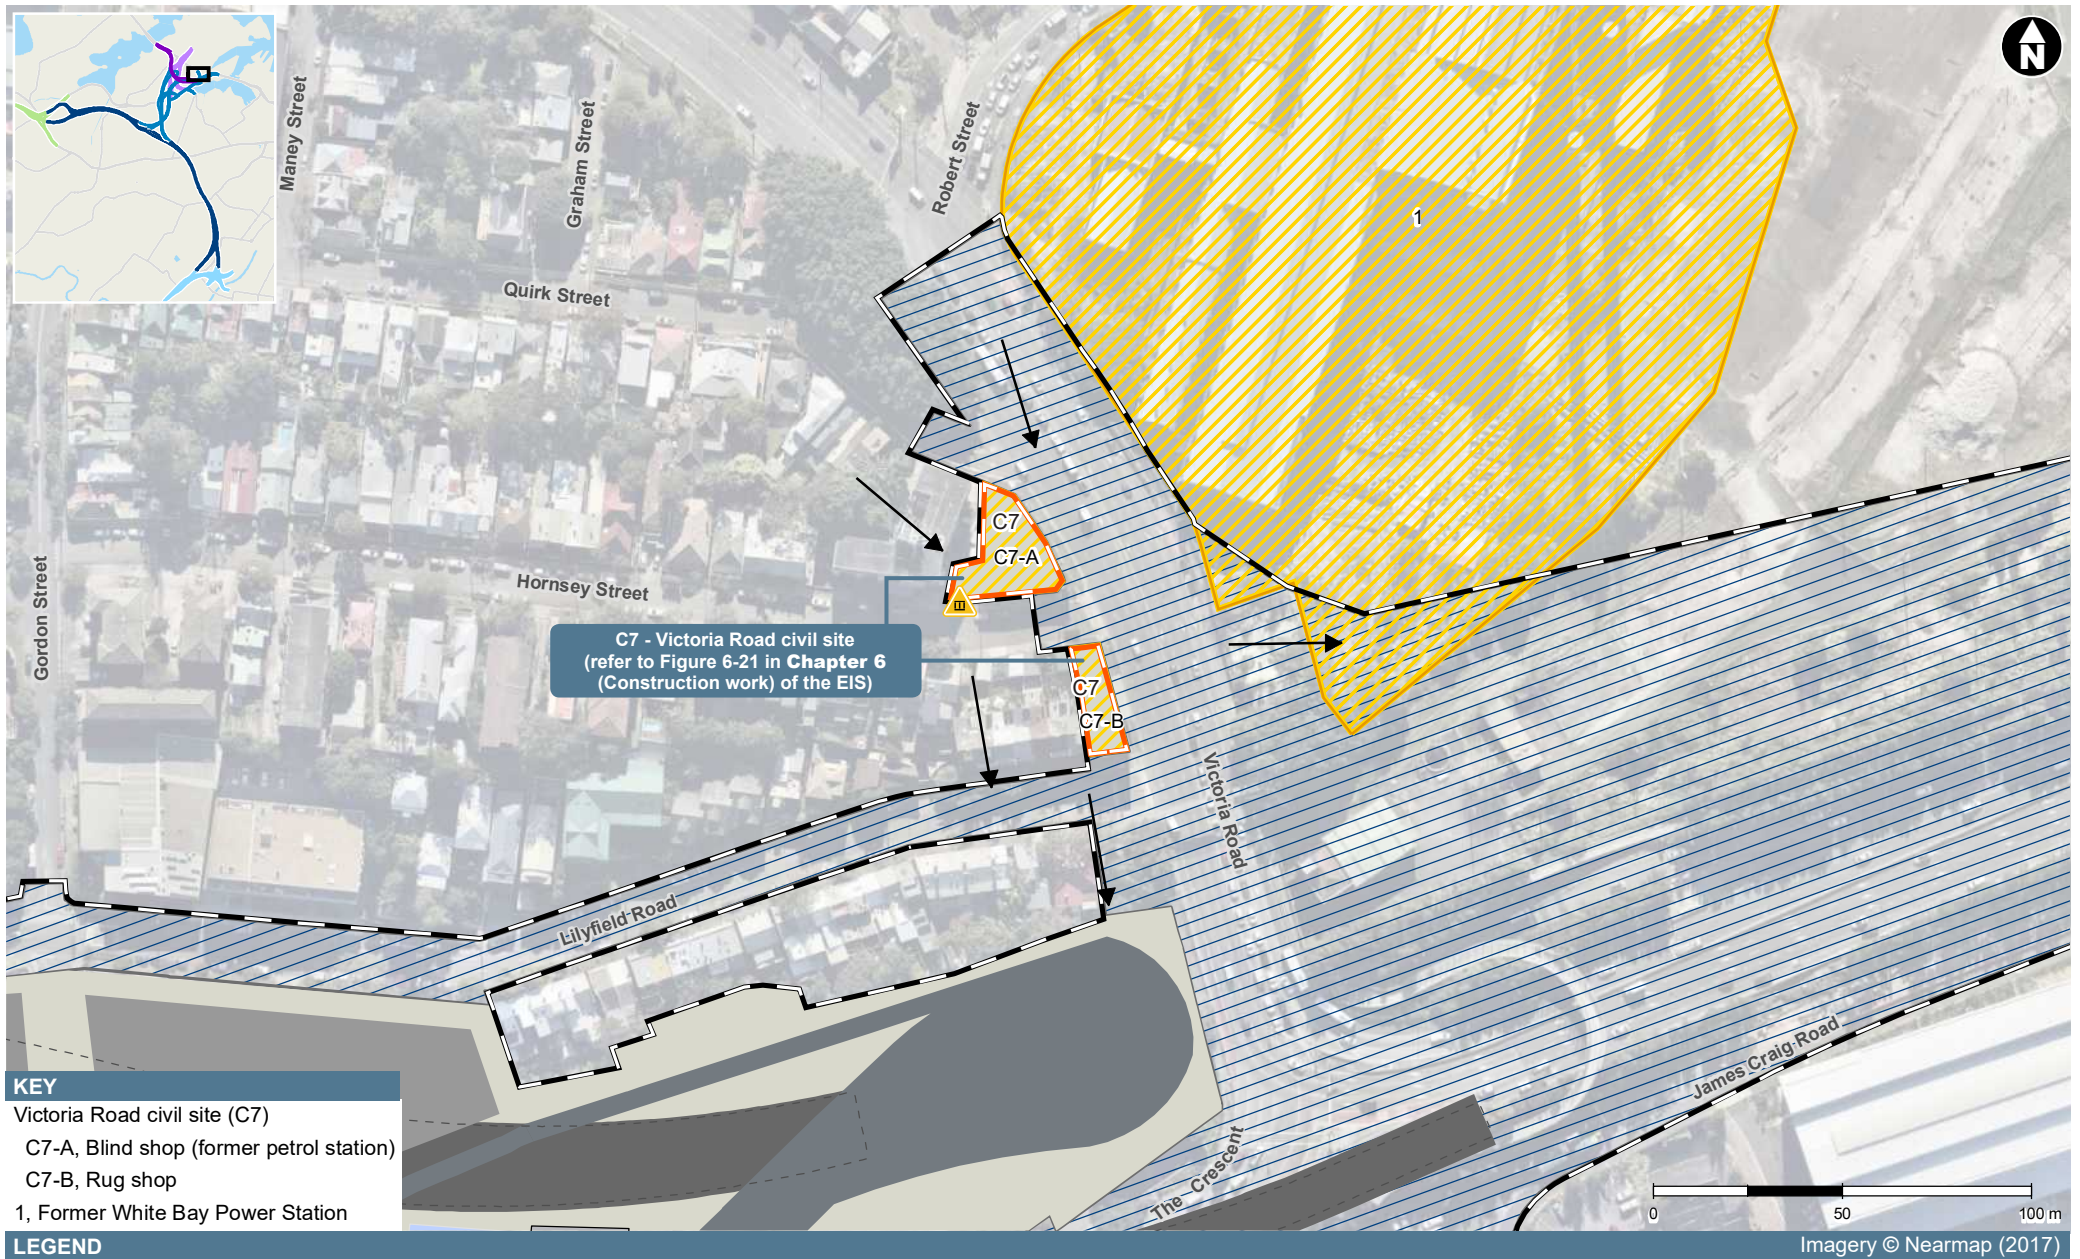 N
Maney Street
Graham Street
Robert Street
1
Quirk Street
C7
C7-A
Hornsey Street
Gordon Street
C7 - Victoria Road civil site
(refer to Figure 6-21 in Chapter 6
(Construction work) of the EIS)
C7
C7-B
Victoria Road
Lilyfield Road
James Craig Road
The Crescent
KEY
Victoria Road civil site (C7)
C7-A, Blind shop (former petrol station)
C7-B, Rug shop
1, Former White Bay Power Station
0 50 100 m
LEGEND
Imagery © Nearmap (2017)